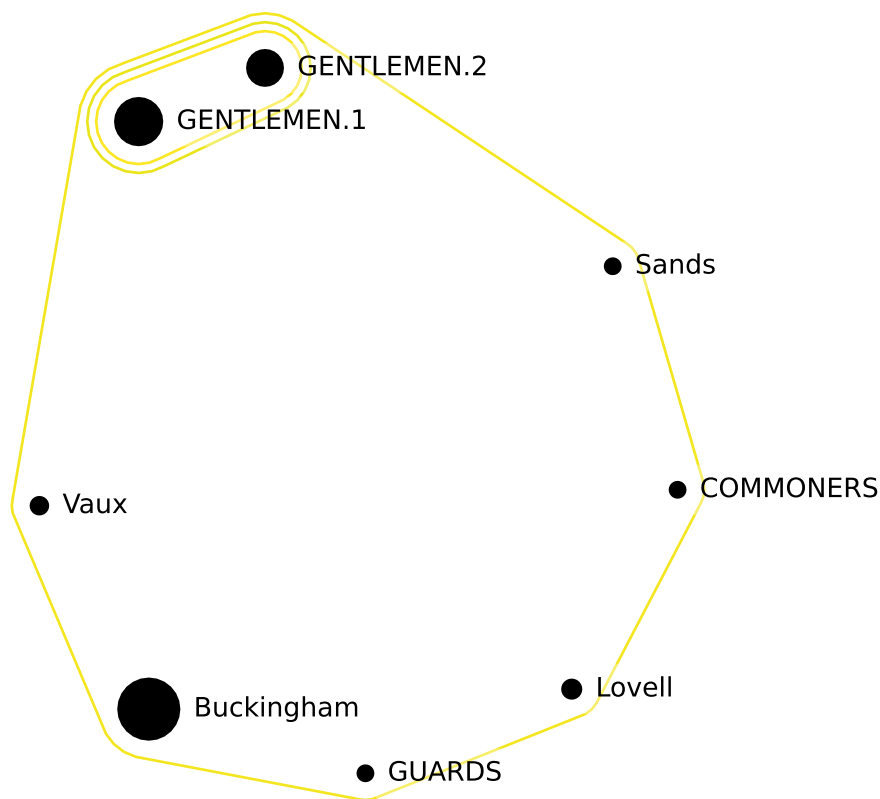 GENTLEMEN.2
GENTLEMEN.1
Sands
COMMONERS
Vaux
Lovell
Buckingham
GUARDS